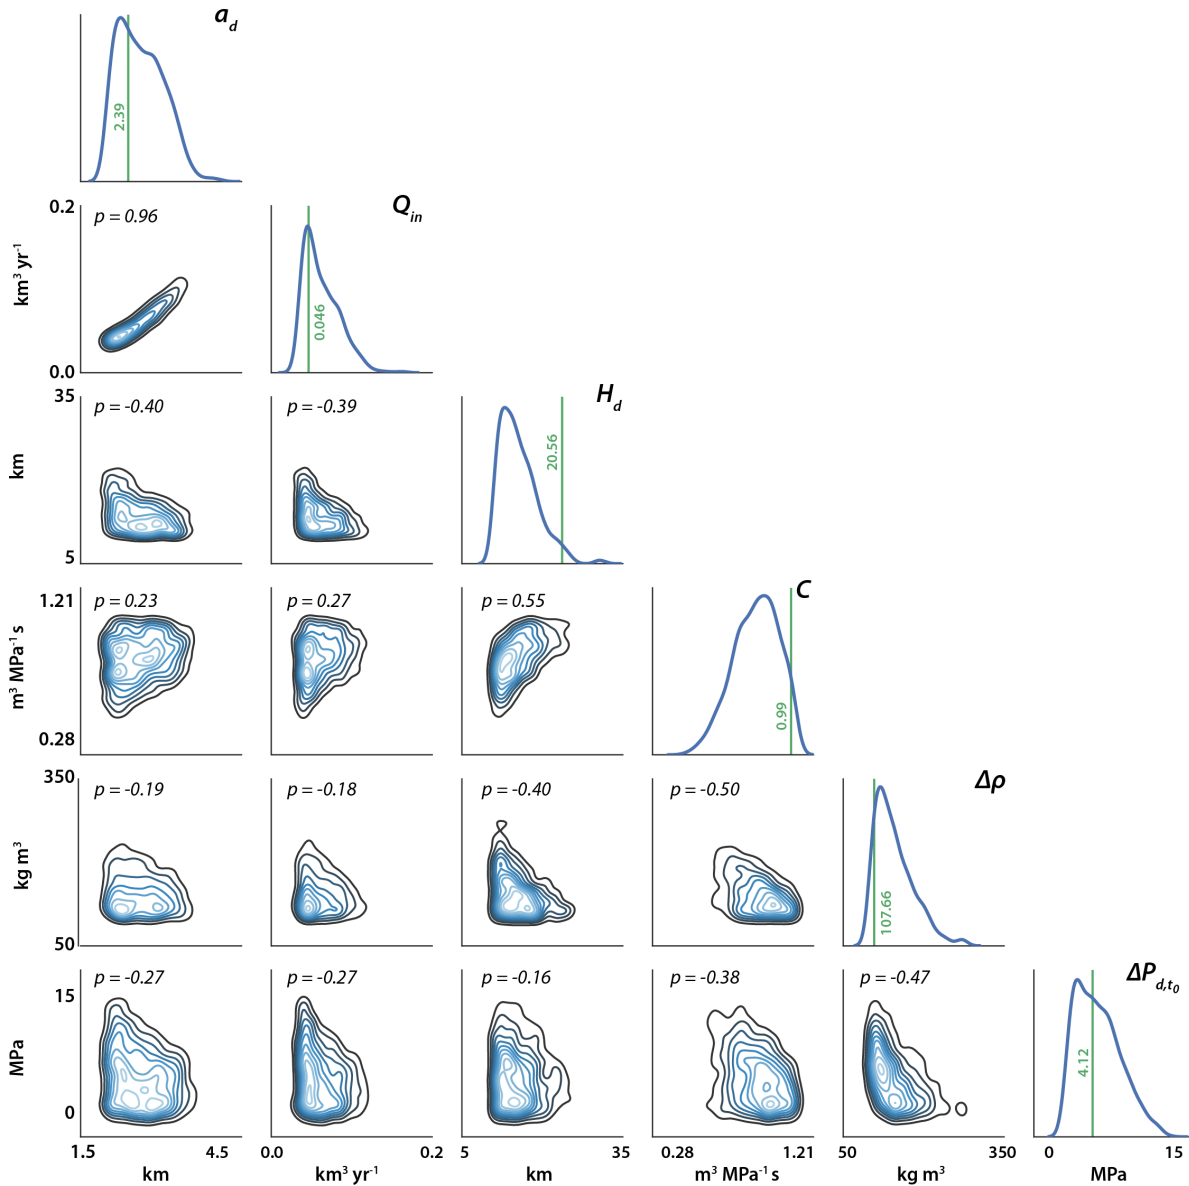 a_d
2.39
0.2
p = 0.96
Q_in
km³ yr⁻¹
0.046
0.0
35
p = -0.40
p = -0.39
H_d
km
20.56
5
1.21
p = 0.23
p = 0.27
p = 0.55
C
m³ MPa⁻¹ s
0.99
0.28
350
p = -0.19
p = -0.18
p = -0.40
p = -0.50
Δρ
kg m³
107.66
50
15
p = -0.27
p = -0.27
p = -0.16
p = -0.38
p = -0.47
ΔP_d,t₀
MPa
4.12
0
1.5 4.5 0.0 0.2 5 35 0.28 1.21 50 350 0 15
km km³ yr⁻¹ km m³ MPa⁻¹ s kg m³ MPa